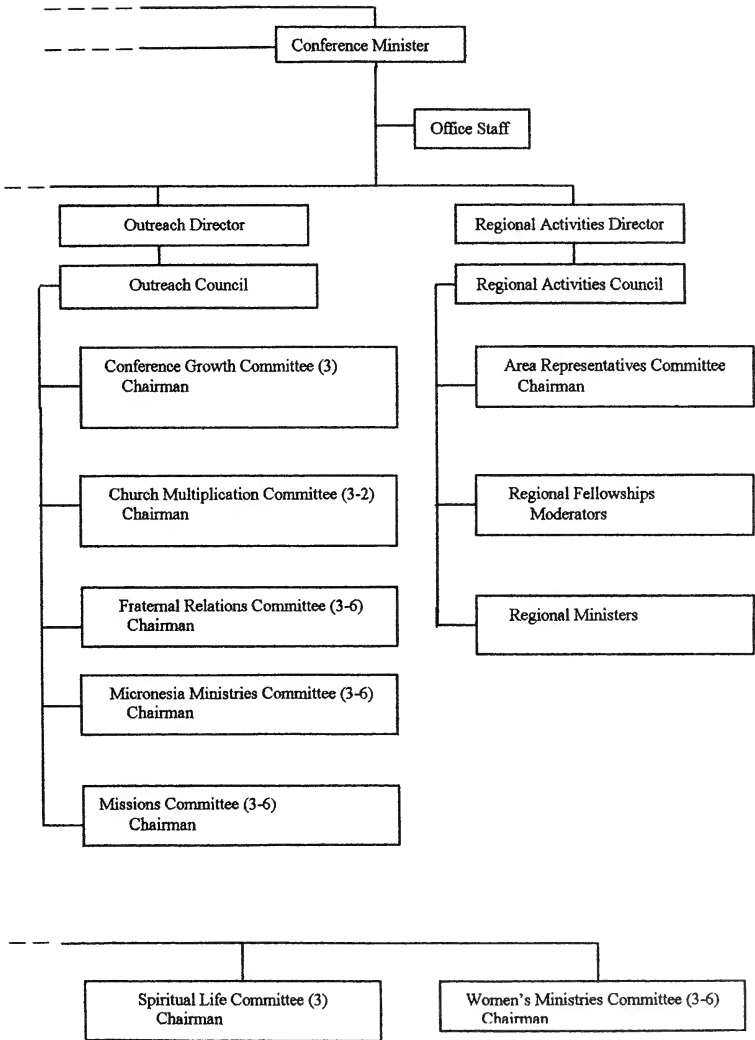 Conference Minister
Office Staff
Outreach Director
Regional Activities Director
Outreach Council
Regional Activities Council
Conference Growth Committee (3)
Chairman
Area Representatives Committee
Chairman
Church Multiplication Committee (3-2)
Chairman
Regional Fellowships
Moderators
Fraternal Relations Committee (3-6)
Chairman
Regional Ministers
Micronesia Ministries Committee (3-6)
Chairman
Missions Committee (3-6)
Chairman
Spiritual Life Committee (3)
Chairman
Women's Ministries Committee (3-6)
Chairman